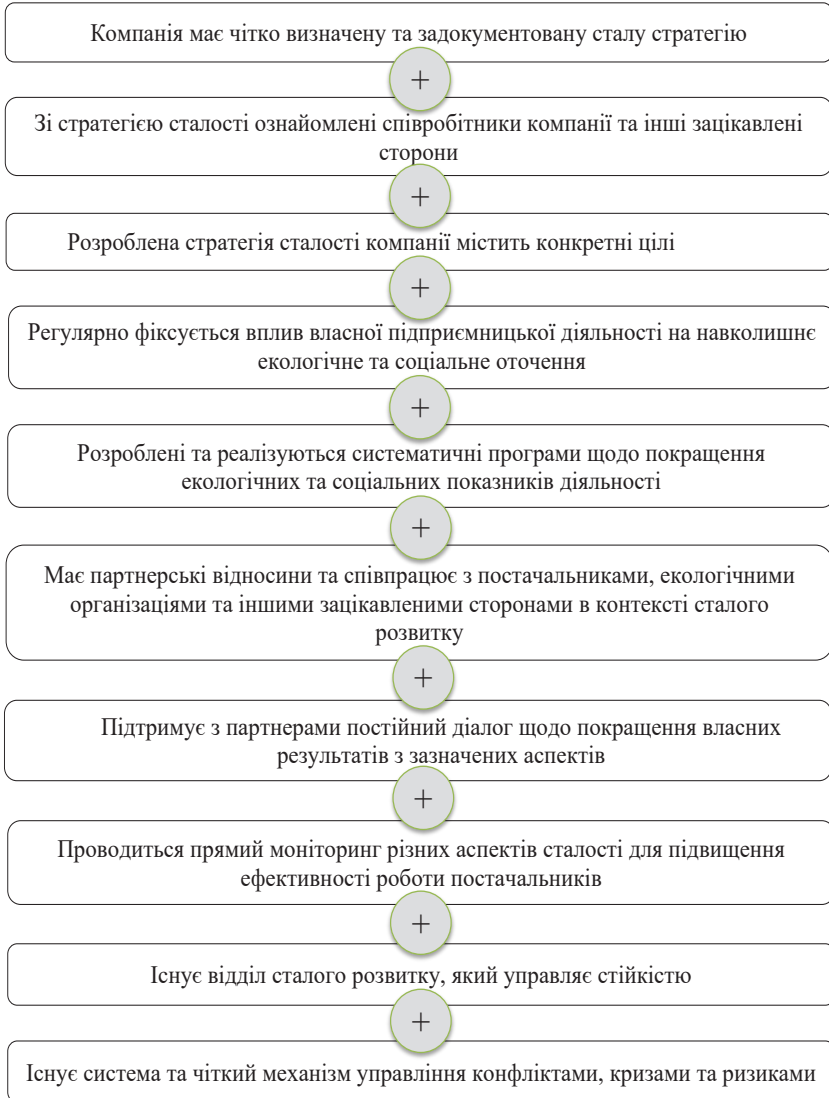 Компанія має чітко визначену та задокументовану сталу стратегію
+
Зі стратегією сталості ознайомлені співробітники компанії та інші зацікавлені
сторони
+
Розроблена стратегія сталості компанії містить конкретні цілі
+
Регулярно фіксується вплив власної підприємницької діяльності на навколишнє
екологічне та соціальне оточення
+
Розроблені та реалізуються систематичні програми щодо покращення
екологічних та соціальних показників діяльності
+
Має партнерські відносини та співпрацює з постачальниками, екологічними
організаціями та іншими зацікавленими сторонами в контексті сталого
розвитку
+
Підтримує з партнерами постійний діалог щодо покращення власних
результатів з зазначених аспектів
+
Проводиться прямий моніторинг різних аспектів сталості для підвищення
ефективності роботи постачальників
+
Існує відділ сталого розвитку, який управляє стійкістю
+
Існує система та чіткий механізм управління конфліктами, кризами та ризиками